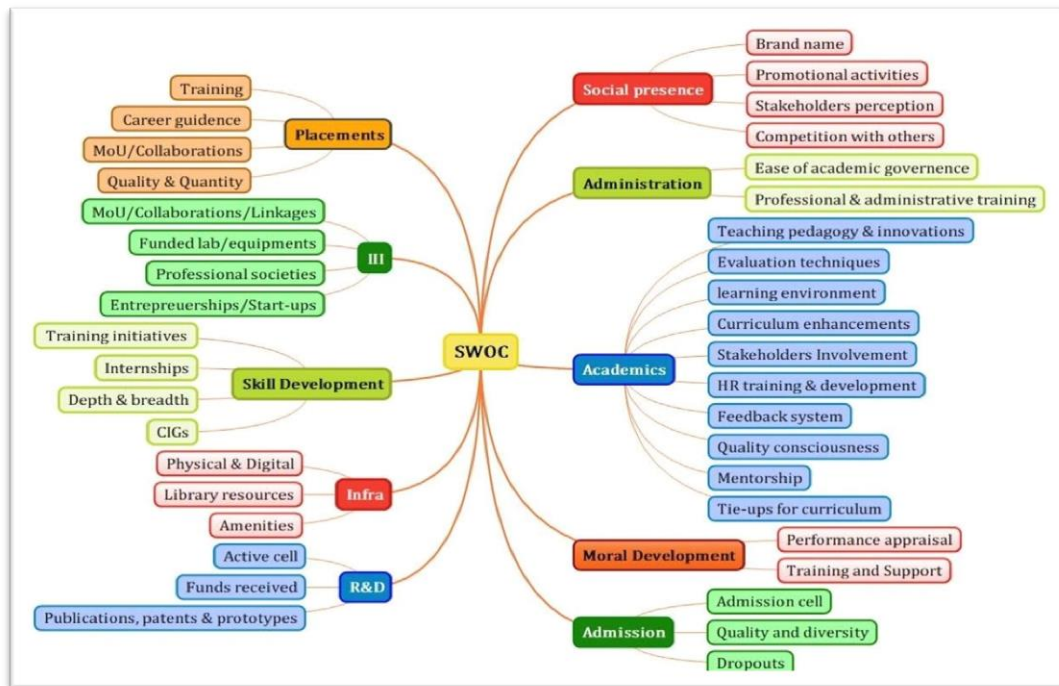 Training
Career guidence
MoU/Collaborations
Quality & Quantity
Placements
MoU/Collaborations/Linkages
Funded lab/equipments
Professional societies
Entrepreuerships/Start-ups
III
Training initiatives
Internships
Depth & breadth
CIGs
Skill Development
Physical & Digital
Library resources
Amenities
Infra
Active cell
Funds received
Publications, patents & prototypes
R&D
SWOC
Social presence
Brand name
Promotional activities
Stakeholders perception
Competition with others
Administration
Ease of academic governence
Professional & administrative training
Academics
Teaching pedagogy & innovations
Evaluation techniques
learning environment
Curriculum enhancements
Stakeholders Involvement
HR training & development
Feedback system
Quality consciousness
Mentorship
Tie-ups for curriculum
Moral Development
Performance appraisal
Training and Support
Admission
Admission cell
Quality and diversity
Dropouts